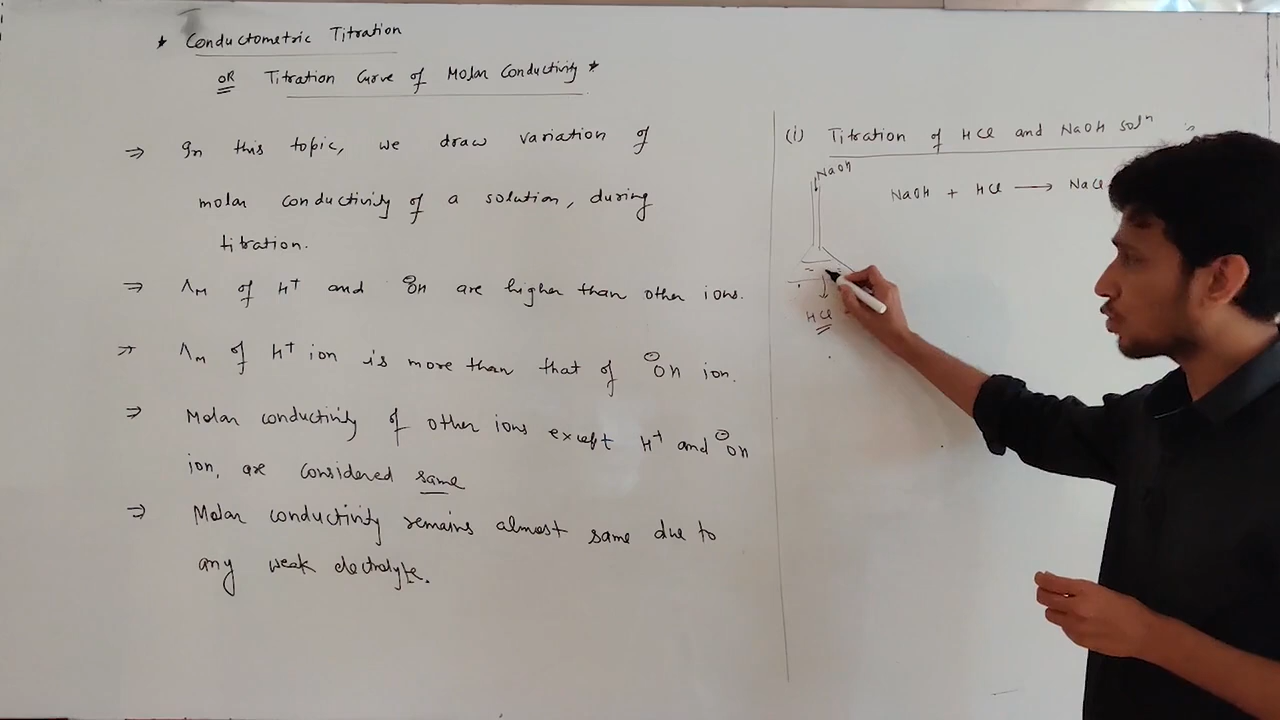 * Conductometric Titration
OR Titration Curve of Molar Conductivity *
⇒ In this topic, we draw variation of
molar conductivity of a solution, during
titration.
⇒ ΛM of H⁺ and ⊖OH are higher than other ions.
⇒ ΛM of H⁺ ion is more than that of ⊖OH ion.
⇒ Molar conductivity of other ions except H⁺ and ⊖OH
ion, are considered same
⇒ Molar conductivity remains almost same due to
any weak electrolyte.
(i) Titration of HCl and NaOH solⁿ
NaOH
NaOH + HCl ⟶ NaCl
HCl